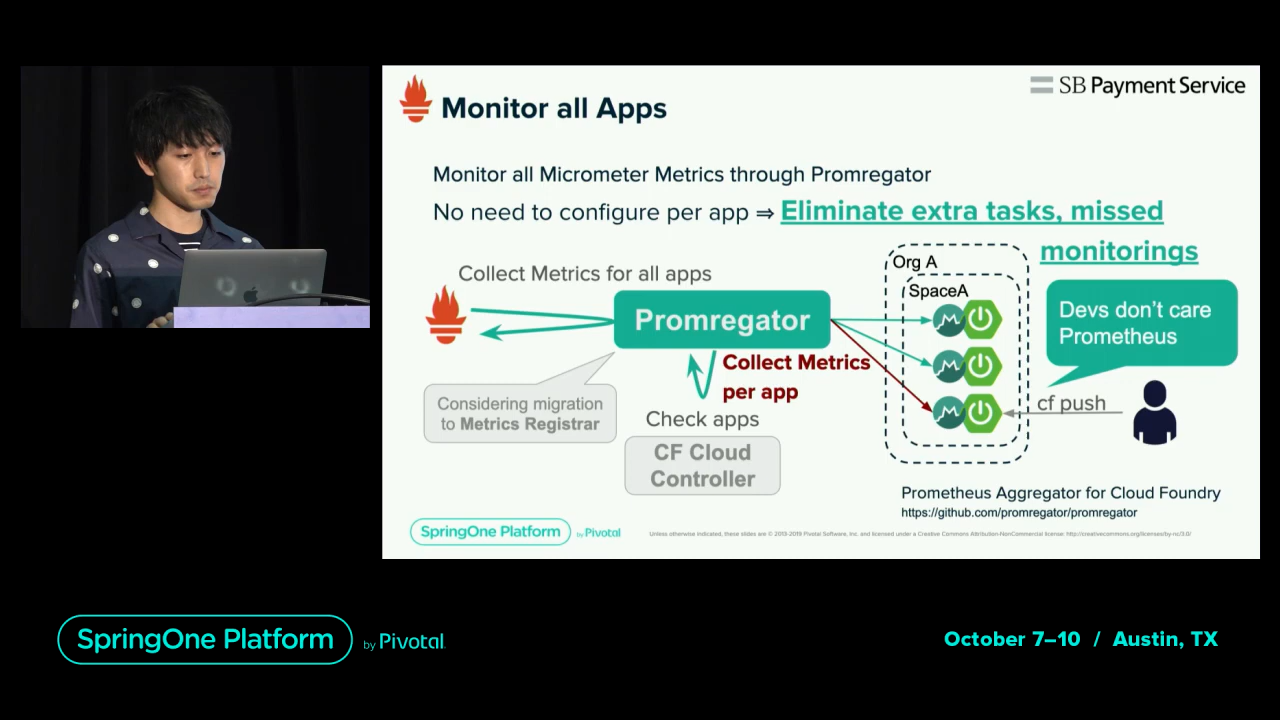 SB Payment Service
Monitor all Apps
Monitor all Micrometer Metrics through Promregator
No need to configure per app ⇒ Eliminate extra tasks, missed
monitorings
Org A
Collect Metrics for all apps
SpaceA
Promregator
Devs don't care
Prometheus
Collect Metrics
per app
Considering migration
to Metrics Registrar
Check apps
cf push
CF Cloud
Controller
Prometheus Aggregator for Cloud Foundry
https://github.com/promregator/promregator
SpringOne Platform by Pivotal
Unless otherwise indicated, these slides are © 2013-2019 Pivotal Software, Inc. and licensed under a Creative Commons Attribution-NonCommercial license: http://creativecommons.org/licenses/by-nc/3.0/
SpringOne Platform by Pivotal.
October 7–10 / Austin, TX